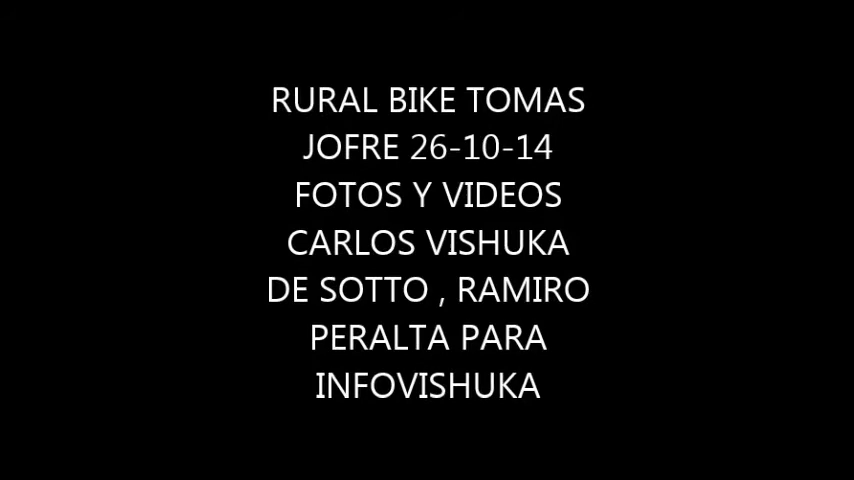 RURAL BIKE TOMAS
JOFRE 26-10-14
FOTOS Y VIDEOS
CARLOS VISHUKA
DE SOTTO , RAMIRO
PERALTA PARA
INFOVISHUKA